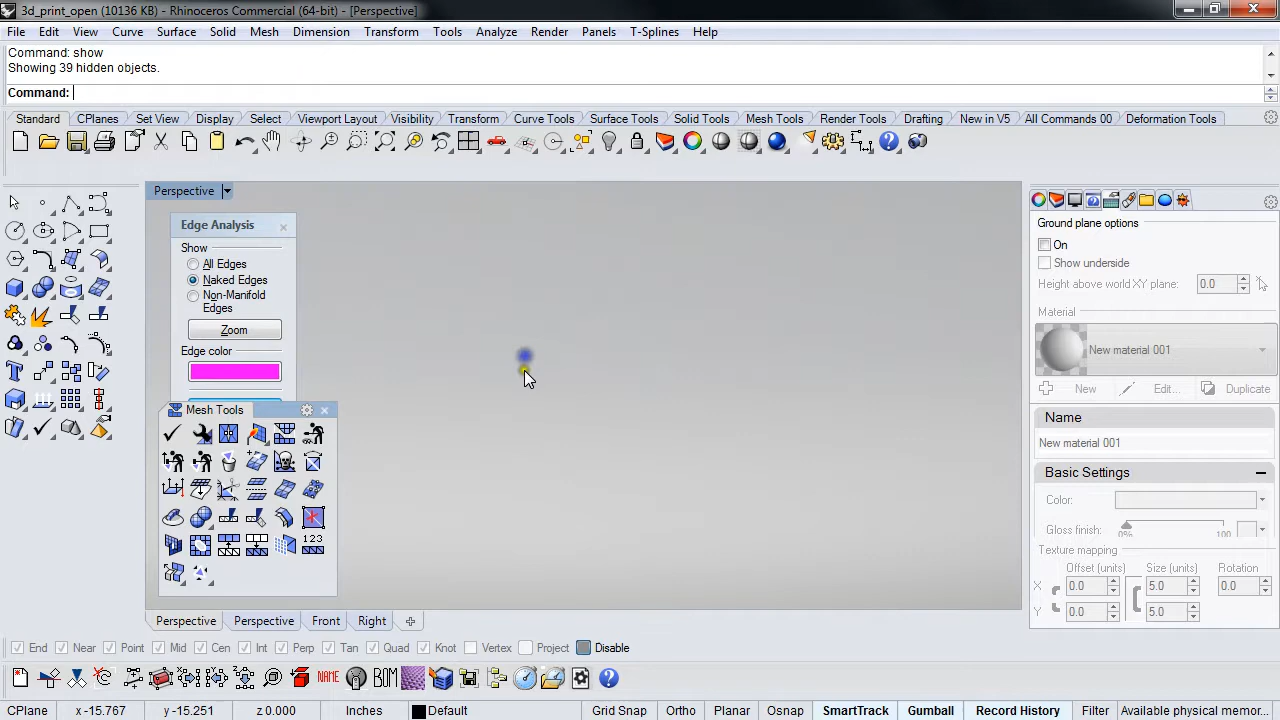 3d_print_open (10136 KB) - Rhinoceros Commercial (64-bit) - [Perspective]
File Edit View Curve Surface Solid Mesh Dimension Transform Tools Analyze Render Panels T-Splines Help
Command: show
Showing 39 hidden objects.
Command:
Standard CPlanes Set View Display Select Viewport Layout Visibility Transform Curve Tools Surface Tools Solid Tools Mesh Tools Render Tools Drafting New in V5 All Commands 00 Deformation Tools
Perspective
Edge Analysis
Show
All Edges
Naked Edges
Non-Manifold
Edges
Zoom
Edge color
Mesh Tools
123
Ground plane options
On
Show underside
Height above world XY plane: 0.0
Material
New material 001
New Edit... Duplicate
Name
New material 001
Basic Settings
Color:
Gloss finish: 0% 100
Texture mapping
Offset (units) Size (units) Rotation
X 0.0 5.0 0.0
Y 0.0 5.0
Perspective Perspective Front Right
End Near Point Mid Cen Int Perp Tan Quad Knot Vertex Project Disable
NAME BOM
CPlane x -15.767 y -15.251 z 0.000 Inches Default Grid Snap Ortho Planar Osnap SmartTrack Gumball Record History Filter Available physical memor...